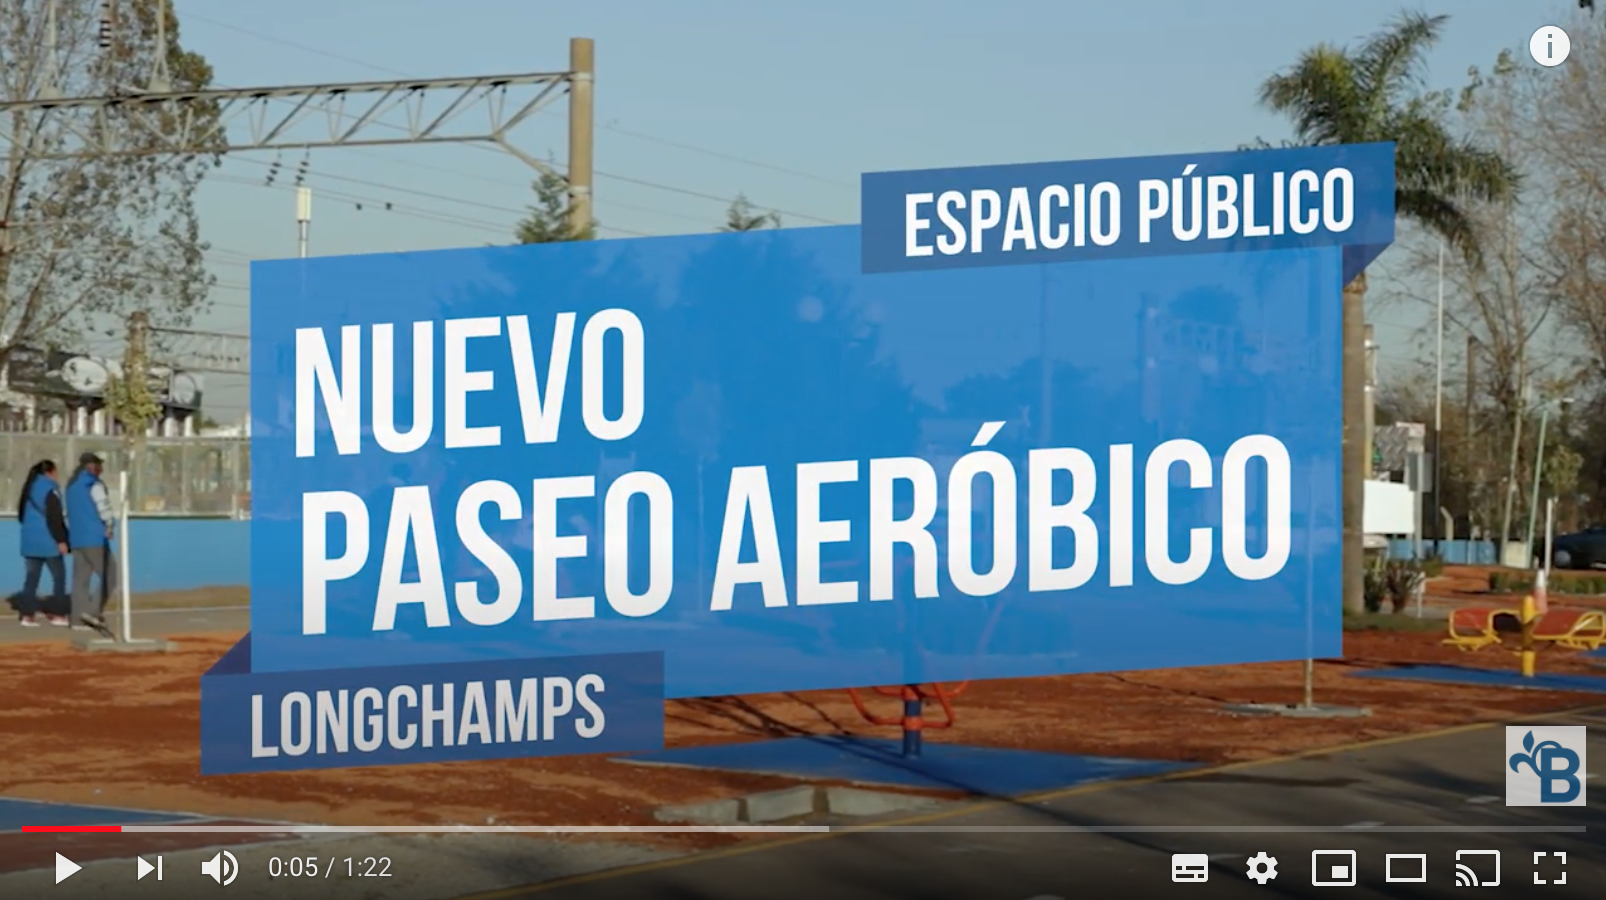 ESPACIO PÚBLICO
NUEVO
PASEO AERÓBICO
LONGCHAMPS
B
0:05 / 1:22